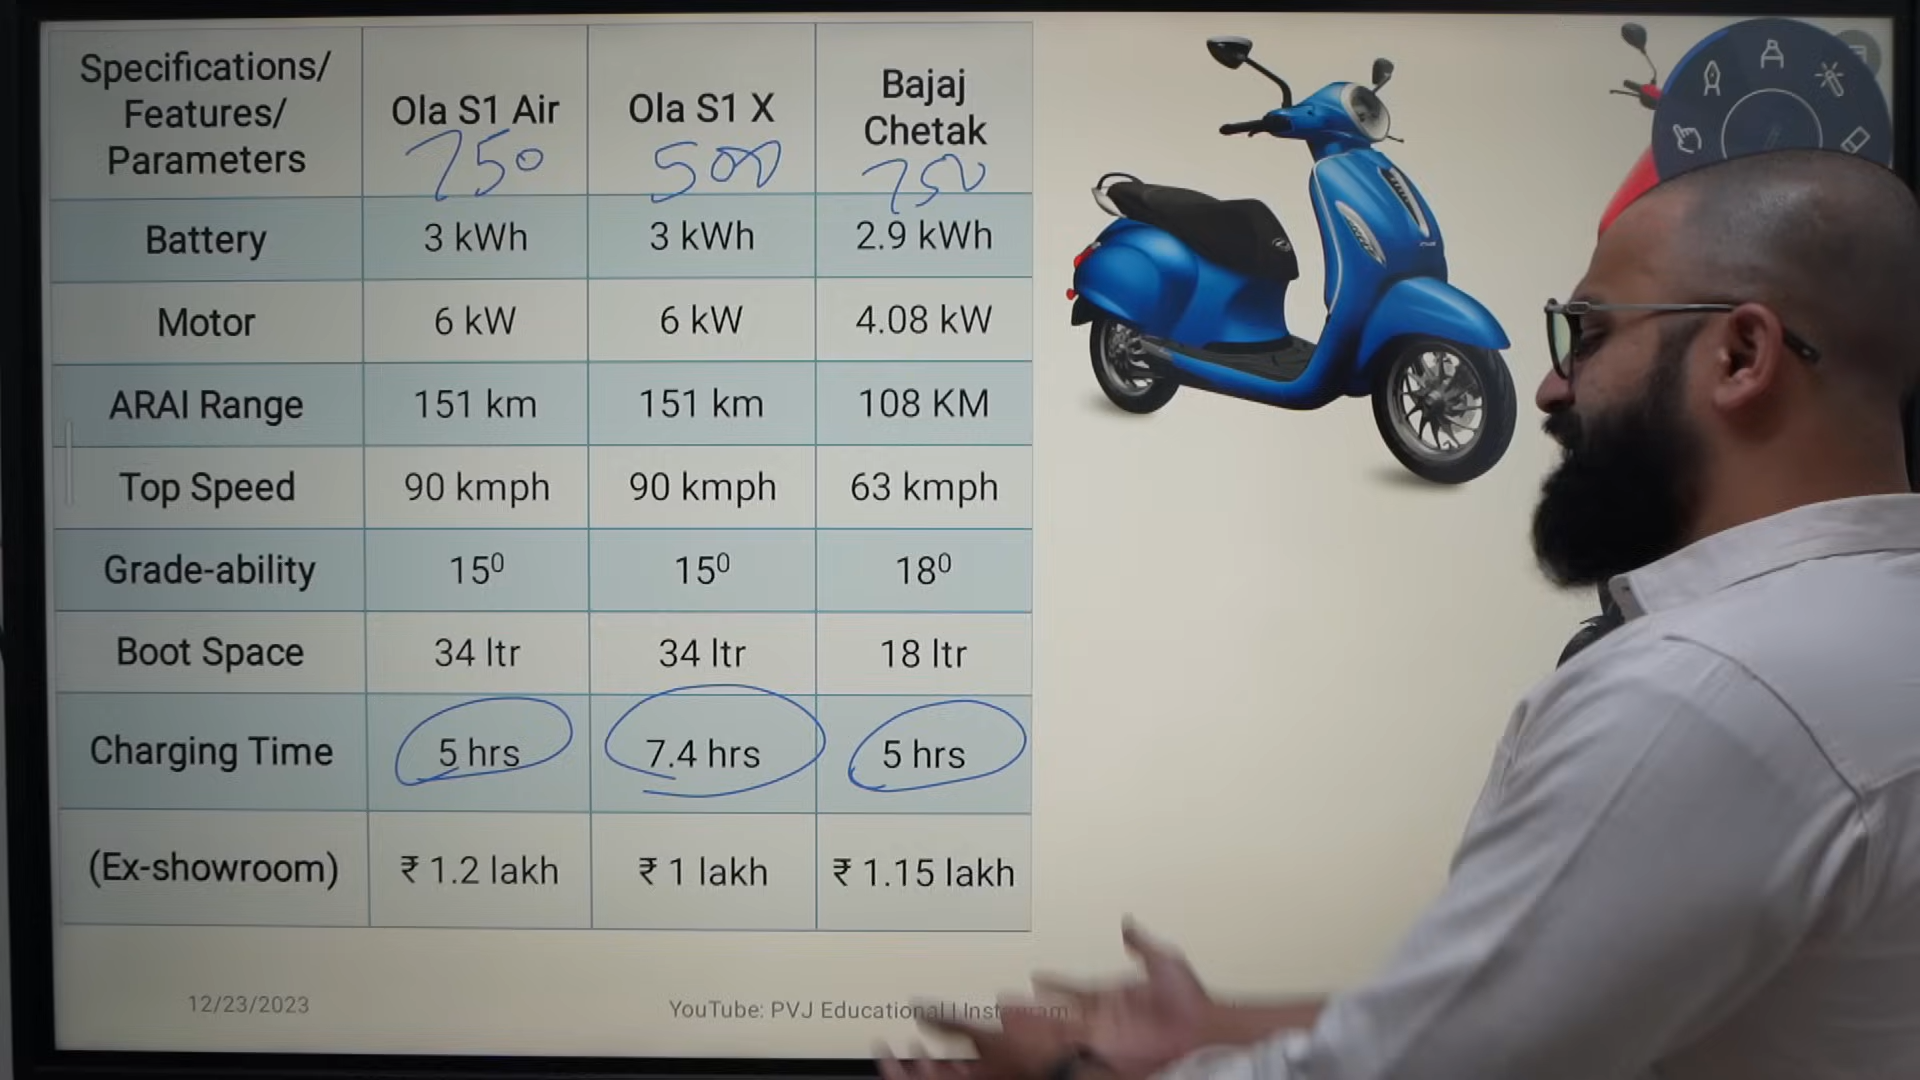 Specifications/
Features/
Parameters
Ola S1 Air
750
Ola S1 X
500
Bajaj
Chetak
750
Battery
3 kWh
3 kWh
2.9 kWh
Motor
6 kW
6 kW
4.08 kW
ARAI Range
151 km
151 km
108 KM
Top Speed
90 kmph
90 kmph
63 kmph
Grade-ability
15⁰
15⁰
18⁰
Boot Space
34 ltr
34 ltr
18 ltr
Charging Time
5 hrs
7.4 hrs
5 hrs
(Ex-showroom)
₹ 1.2 lakh
₹ 1 lakh
₹ 1.15 lakh
12/23/2023
YouTube: PVJ Educational | Instagram